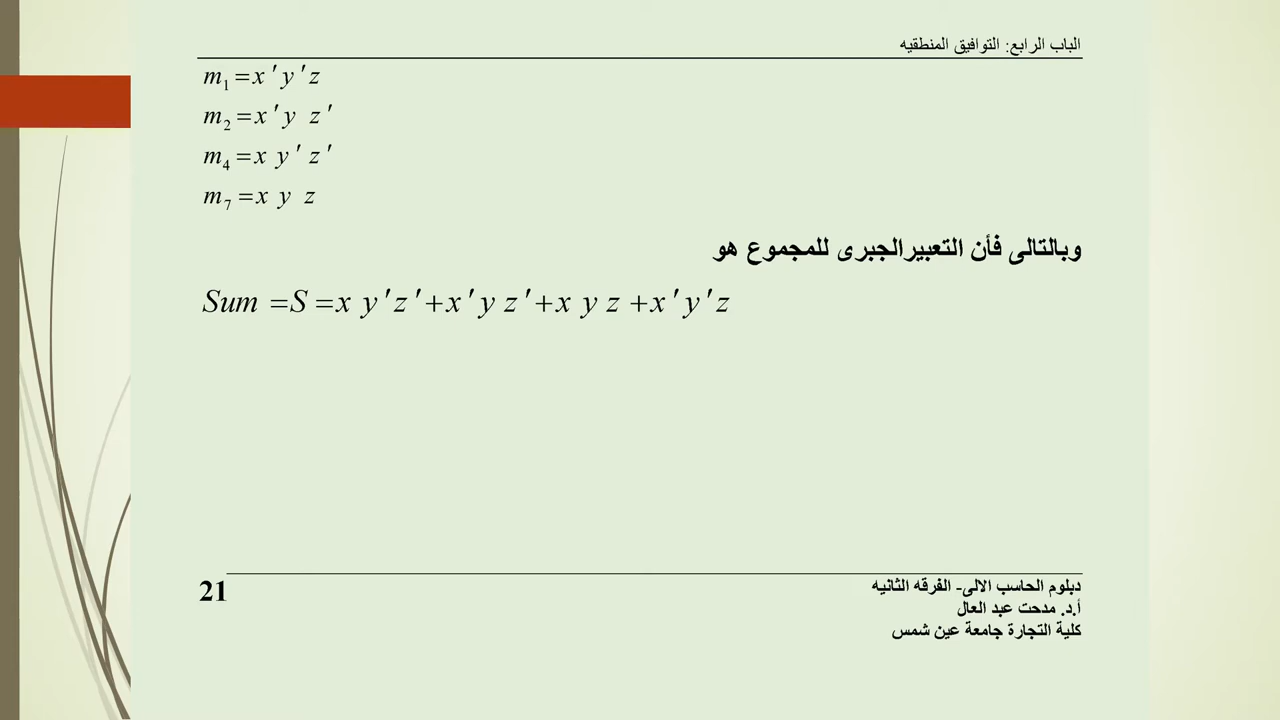 الباب الرابع: التوافيق المنطقيه
m₁ = x′ y′ z
m₂ = x′ y z′
m₄ = x y′ z′
m₇ = x y z
وبالتالى فأن التعبيرالجبرى للمجموع هو
Sum = S = x y′ z′ + x′ y z′ + x y z + x′ y′ z
21
دبلوم الحاسب الالى- الفرقه الثانيه
أ.د. مدحت عبد العال
كلية التجارة جامعة عين شمس